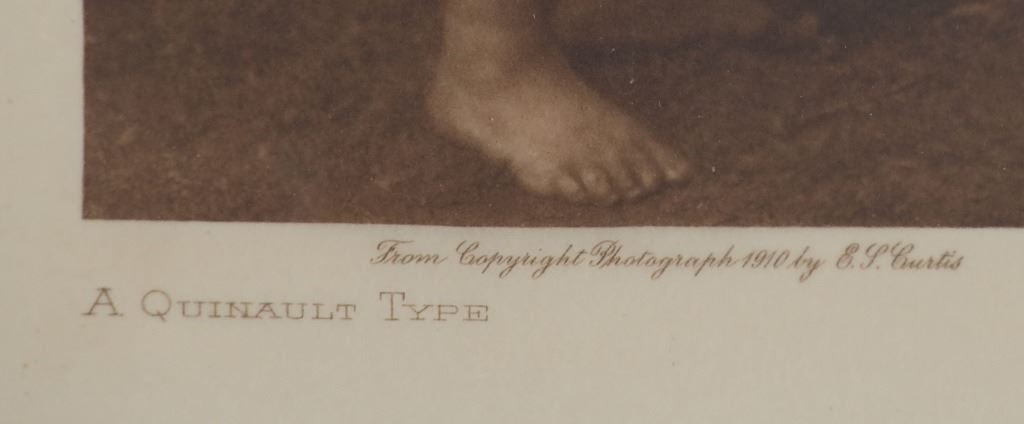 From Copyright Photograph 1910 by E. S. Curtis
A Quinault Type